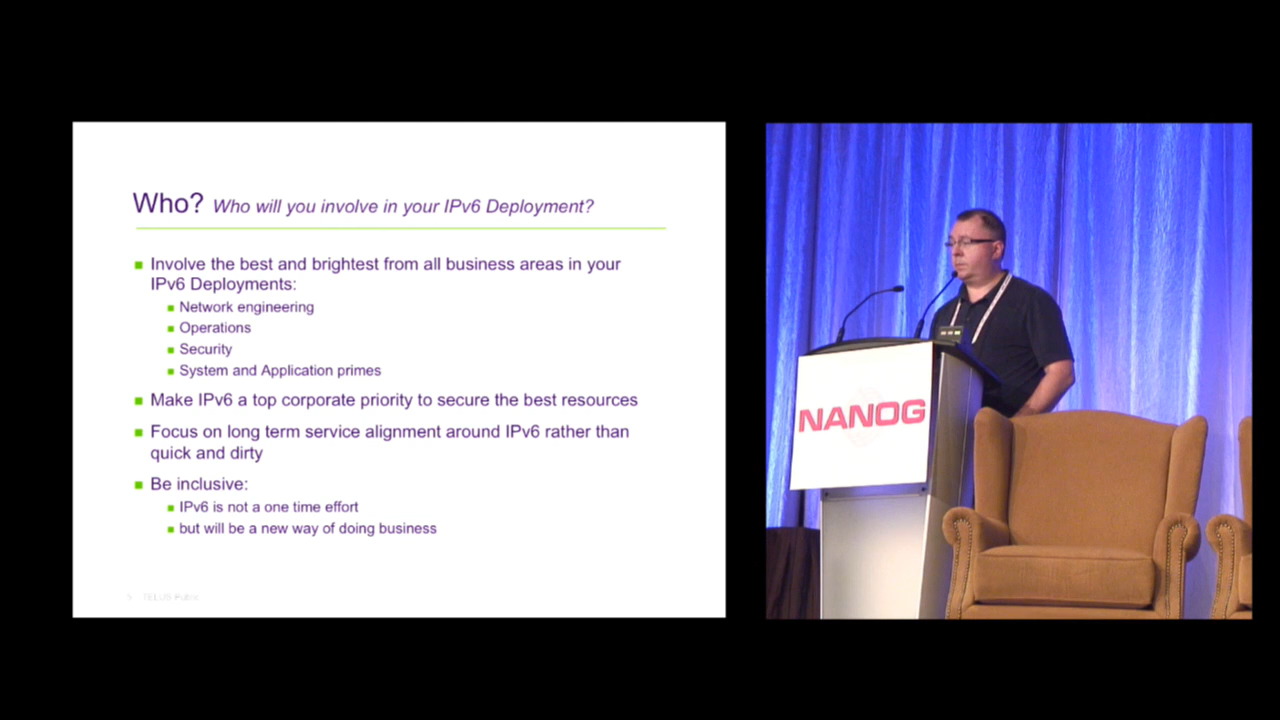 Who? Who will you involve in your IPv6 Deployment?
Involve the best and brightest from all business areas in your
IPv6 Deployments:
Network engineering
Operations
Security
System and Application primes
Make IPv6 a top corporate priority to secure the best resources
Focus on long term service alignment around IPv6 rather than
quick and dirty
Be inclusive:
IPv6 is not a one time effort
but will be a new way of doing business
5 TELUS Public
NANOG